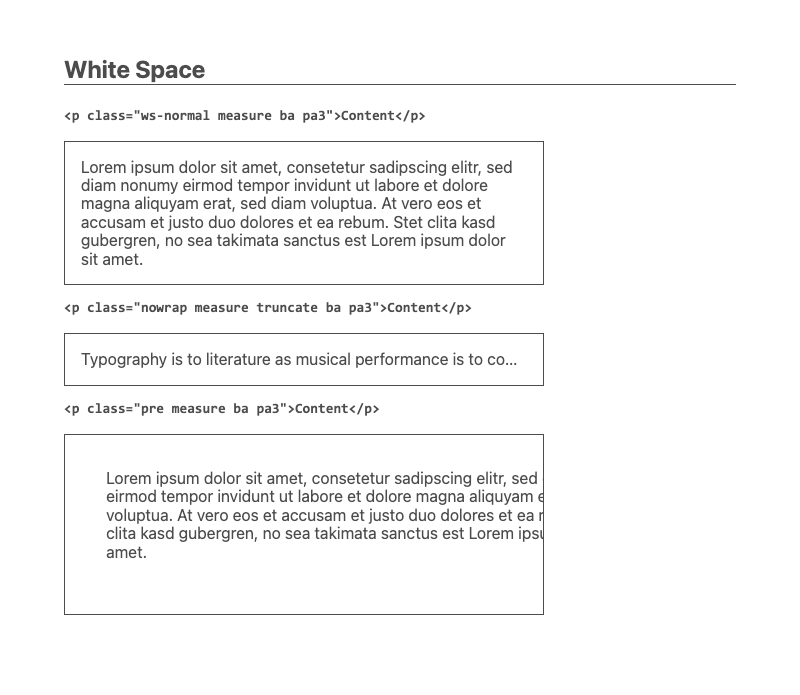 White Space
<p class="ws-normal measure ba pa3">Content</p>
Lorem ipsum dolor sit amet, consetetur sadipscing elitr, sed
diam nonumy eirmod tempor invidunt ut labore et dolore
magna aliquyam erat, sed diam voluptua. At vero eos et
accusam et justo duo dolores et ea rebum. Stet clita kasd
gubergren, no sea takimata sanctus est Lorem ipsum dolor
sit amet.
<p class="nowrap measure truncate ba pa3">Content</p>
Typography is to literature as musical performance is to co...
<p class="pre measure ba pa3">Content</p>
Lorem ipsum dolor sit amet, consetetur sadipscing elitr, sed
eirmod tempor invidunt ut labore et dolore magna aliquyam
voluptua. At vero eos et accusam et justo duo dolores et ea
clita kasd gubergren, no sea takimata sanctus est Lorem
amet.